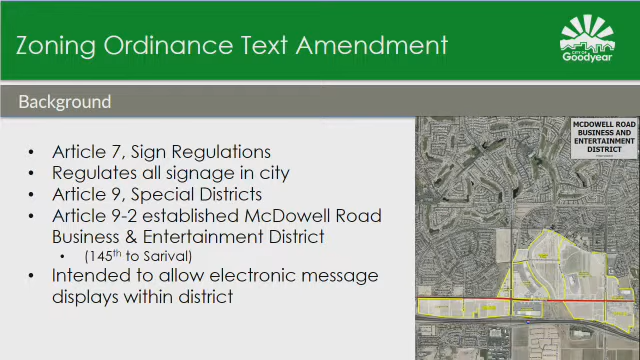 Zoning Ordinance Text Amendment
CITY OF
Goodyear
Background
MCDOWELL ROAD
BUSINESS AND
ENTERTAINMENT
DISTRICT
• Article 7, Sign Regulations
• Regulates all signage in city
• Article 9, Special Districts
• Article 9-2 established McDowell Road
Business & Entertainment District
• (145th to Sarival)
• Intended to allow electronic message
displays within district